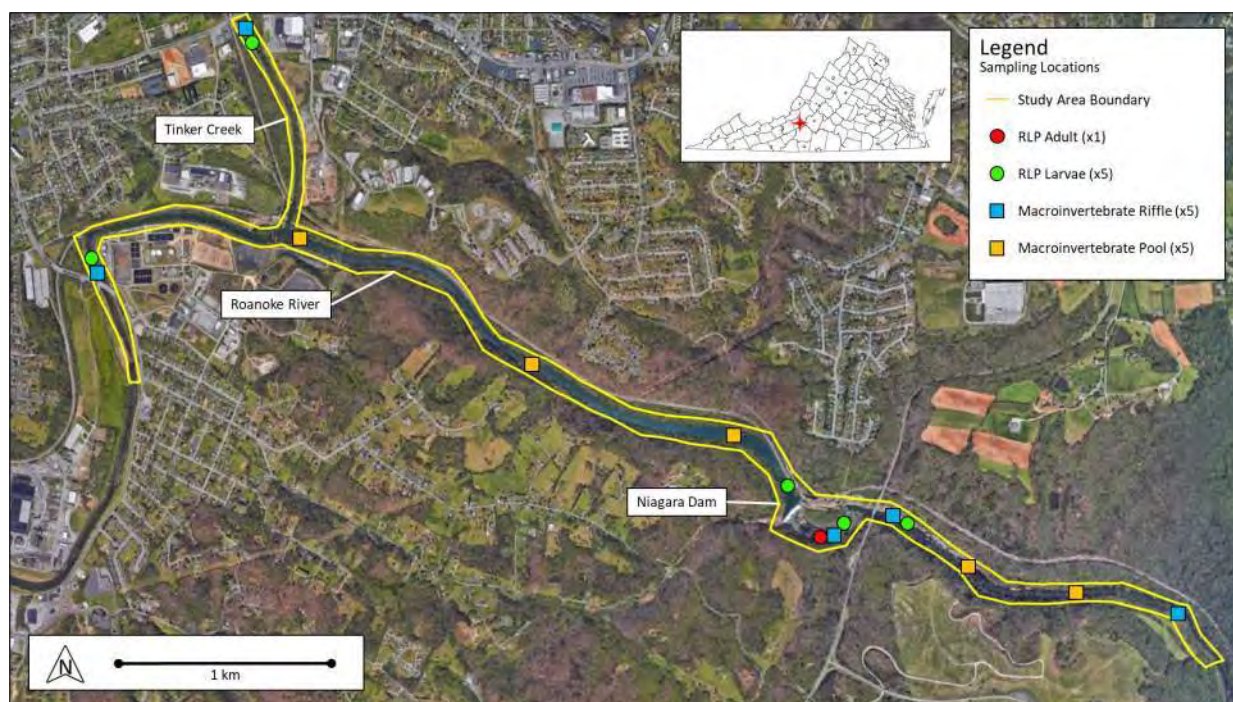 Legend
Sampling Locations
Study Area Boundary
RLP Adult (x1)
RLP Larvae (x5)
Macroinvertebrate Riffle (x5)
Macroinvertebrate Pool (x5)
Tinker Creek
Roanoke River
Niagara Dam
N
1 km